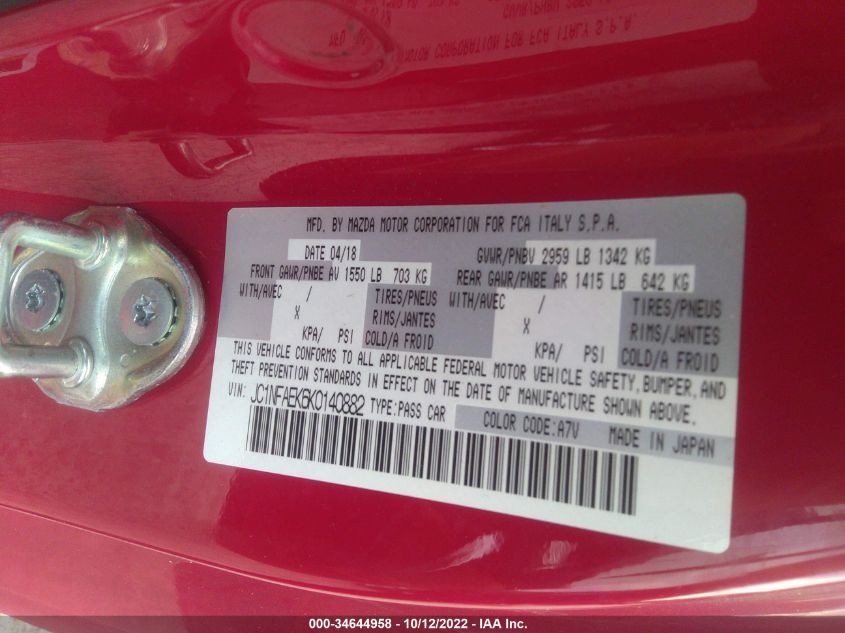 MFD. BY MAZDA MOTOR CORPORATION FOR FCA ITALY S.P.A.
DATE 04/18 GVWR/PNBV 2959 LB 1342 KG
FRONT GAWR/PNBE AV 1550 LB 703 KG REAR GAWR/PNBE AR 1415 LB 642 KG
WITH/AVEC / TIRES/PNEUS WITH/AVEC / TIRES/PNEUS
X RIMS/JANTES X RIMS/JANTES
KPA/ PSI COLD/A FROID KPA/ PSI COLD/A FROID
THIS VEHICLE CONFORMS TO ALL APPLICABLE FEDERAL MOTOR VEHICLE SAFETY, BUMPER, AND
THEFT PREVENTION STANDARDS IN EFFECT ON THE DATE OF MANUFACTURE SHOWN ABOVE.
VIN: JC1NFAEK5K0140882 TYPE:PASS CAR COLOR CODE:A7V MADE IN JAPAN
000-34644958 - 10/12/2022 - IAA Inc.